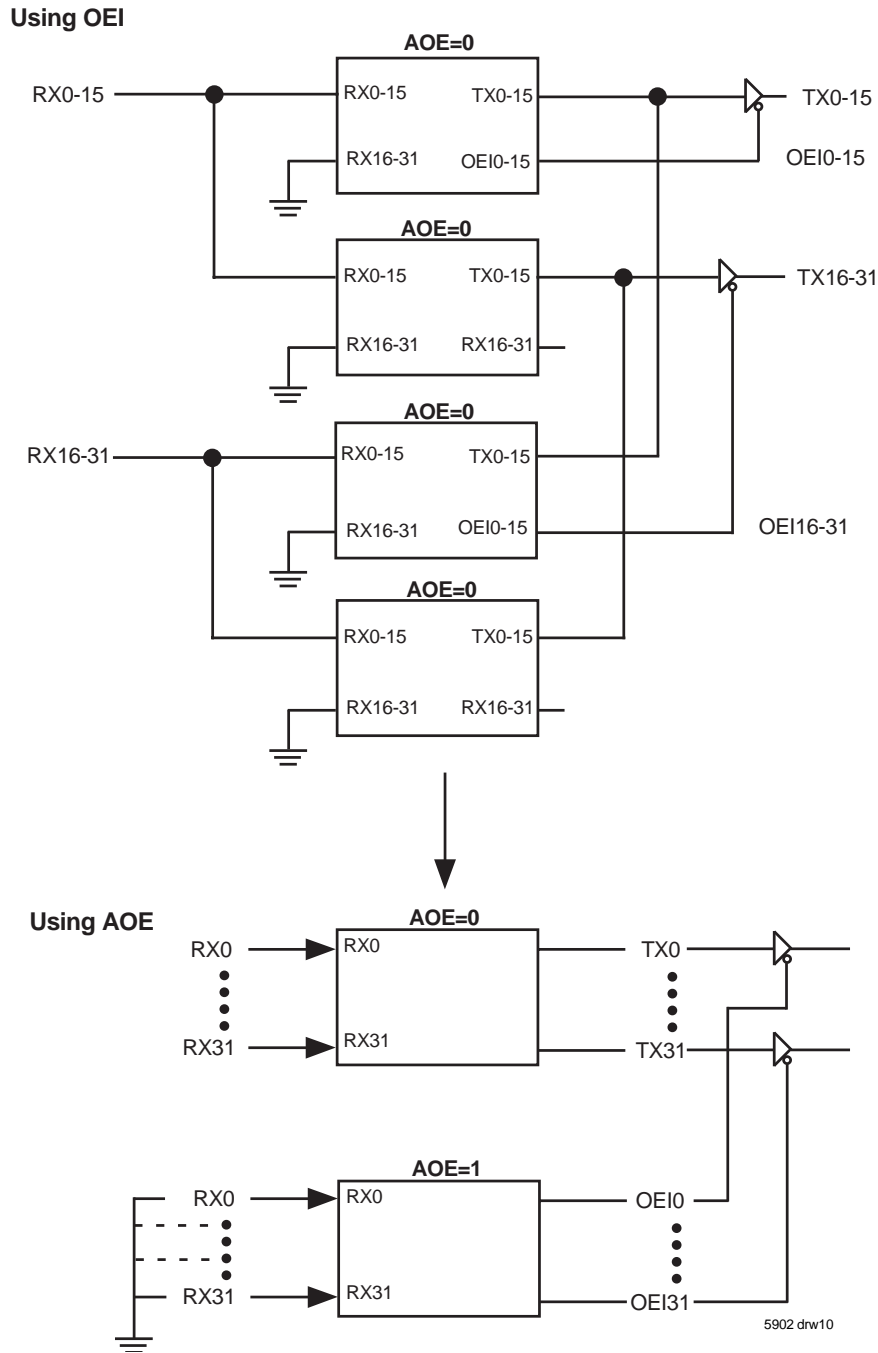 Using OEI
AOE=0
RX0-15
RX0-15
TX0-15
TX0-15
RX16-31
OEI0-15
OEI0-15
AOE=0
RX0-15
TX0-15
TX16-31
RX16-31
RX16-31
AOE=0
RX16-31
RX0-15
TX0-15
RX16-31
OEI0-15
OEI16-31
AOE=0
RX0-15
TX0-15
RX16-31
RX16-31
Using AOE
AOE=0
RX0
RX0
TX0
RX31
RX31
TX31
AOE=1
RX0
RX0
OEI0
RX31
RX31
OEI31
5902 drw10